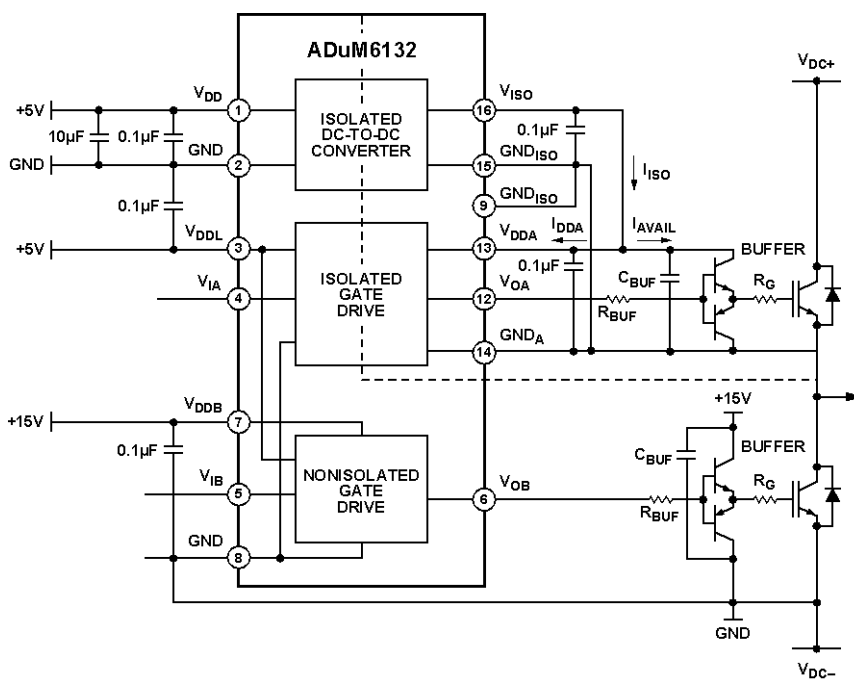 ADuM6132
V_DC+
+5V
V_DD
1
ISOLATED
DC-TO-DC
CONVERTER
16
V_ISO
10µF
0.1µF
0.1µF
GND
GND
2
15
GND_ISO
I_ISO
9
GND_ISO
0.1µF
+5V
V_DDL
3
ISOLATED
GATE
DRIVE
13
V_DDA
I_DDA
I_AVAIL
BUFFER
0.1µF
C_BUF
V_IA
4
12
V_OA
R_BUF
R_G
14
GND_A
+15V
V_DDB
7
+15V
0.1µF
C_BUF
BUFFER
V_IB
5
NONISOLATED
GATE
DRIVE
6
V_OB
R_BUF
R_G
GND
8
GND
V_DC–